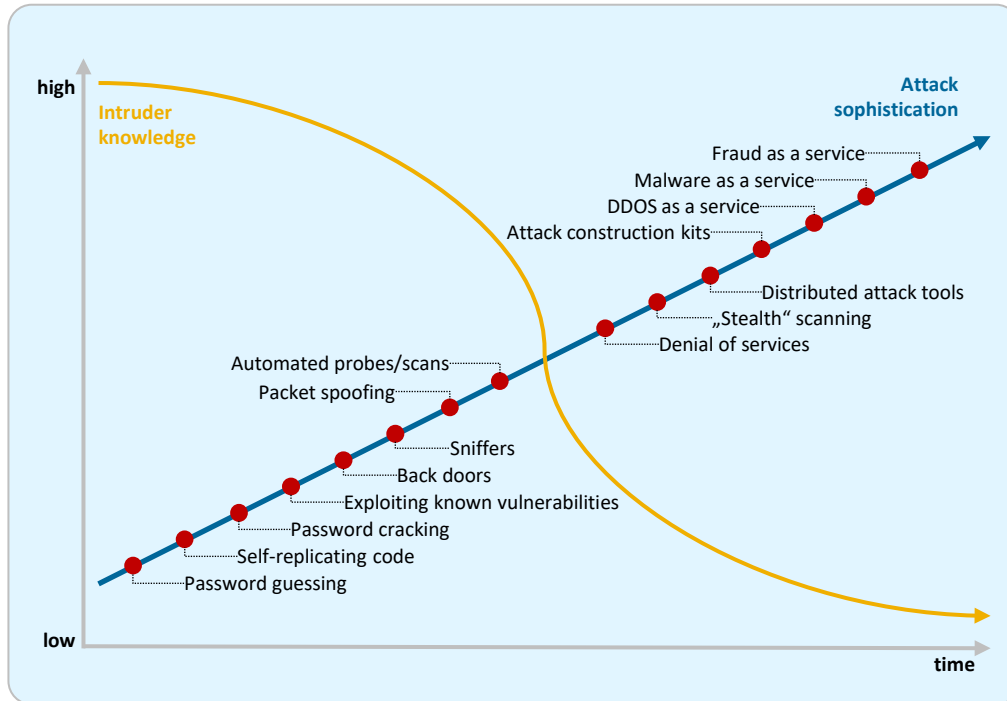 high
Intruder
knowledge
Attack
sophistication
Fraud as a service
Malware as a service
DDOS as a service
Attack construction kits
Distributed attack tools
„Stealth“ scanning
Denial of services
Automated probes/scans
Packet spoofing
Sniffers
Back doors
Exploiting known vulnerabilities
Password cracking
Self-replicating code
Password guessing
low
time